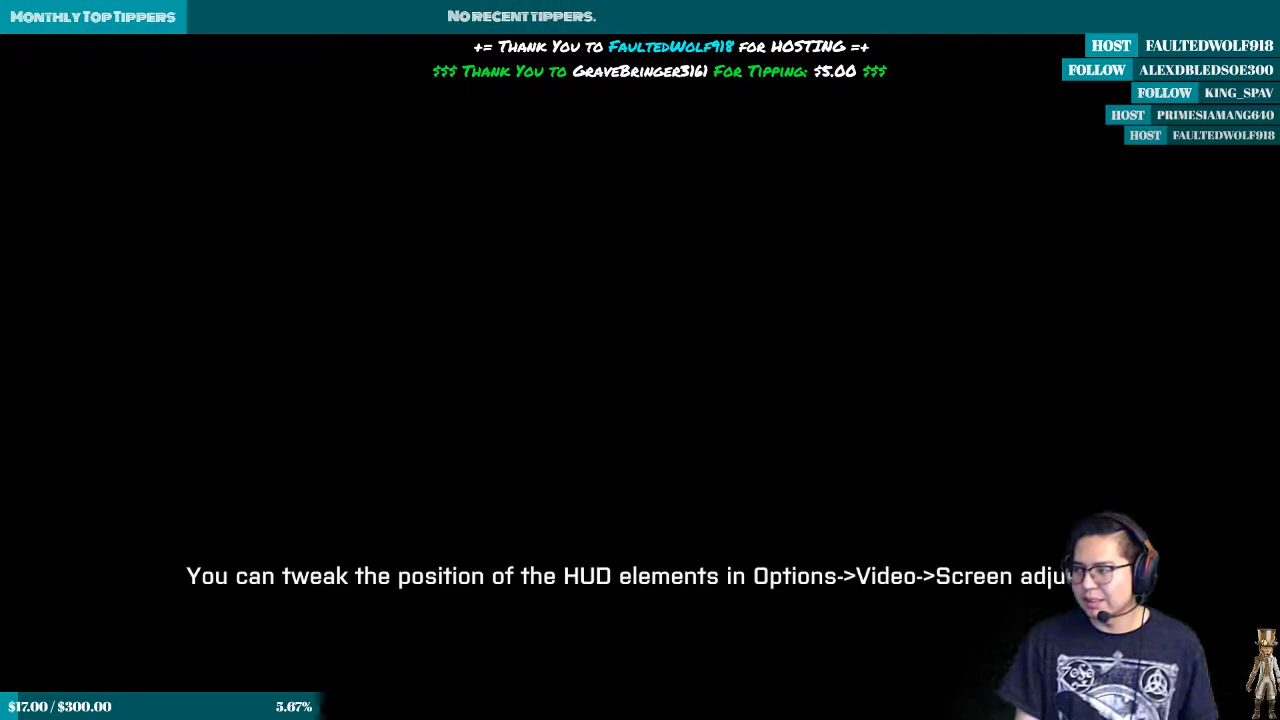 Monthly Top Tippers
No recent tippers.
+= Thank You to FaultedWolf918 for HOSTING =+
$$$ Thank You to GraveBringer3161 For Tipping: $5.00 $$$
HOST FAULTEDWOLF918
FOLLOW ALEXDBLEDSOE300
FOLLOW KING_SPAV
HOST PRIMESIAMANG640
HOST FAULTEDWOLF918
You can tweak the position of the HUD elements in Options->Video->Screen adju
$17.00 / $300.00 5.67%